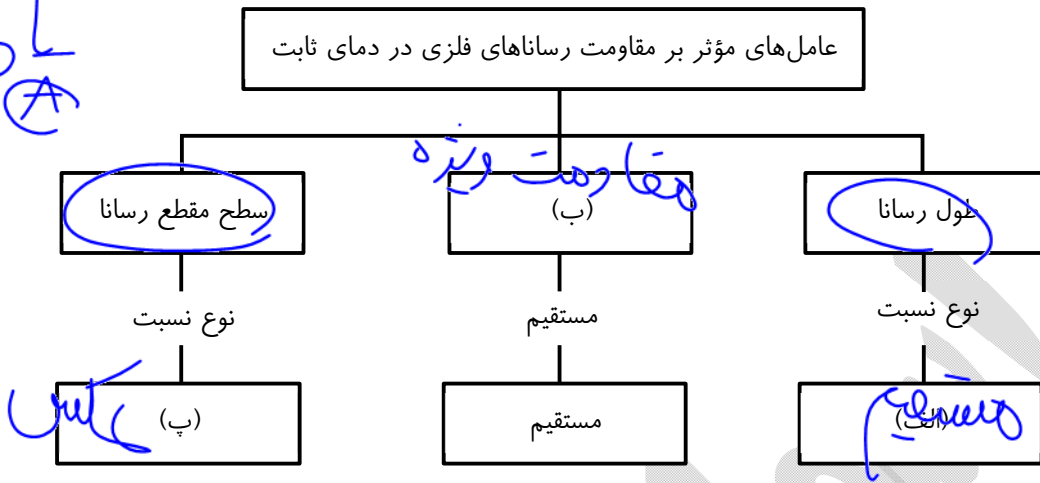 عامل‌های مؤثر بر مقاومت رساناهای فلزی در دمای ثابت
A
مقاومت ویژه
طول رسانا
(ب)
سطح مقطع رسانا
نوع نسبت
مستقیم
نوع نسبت
(الف)
مستقیم
مستقیم
(پ)
عکس